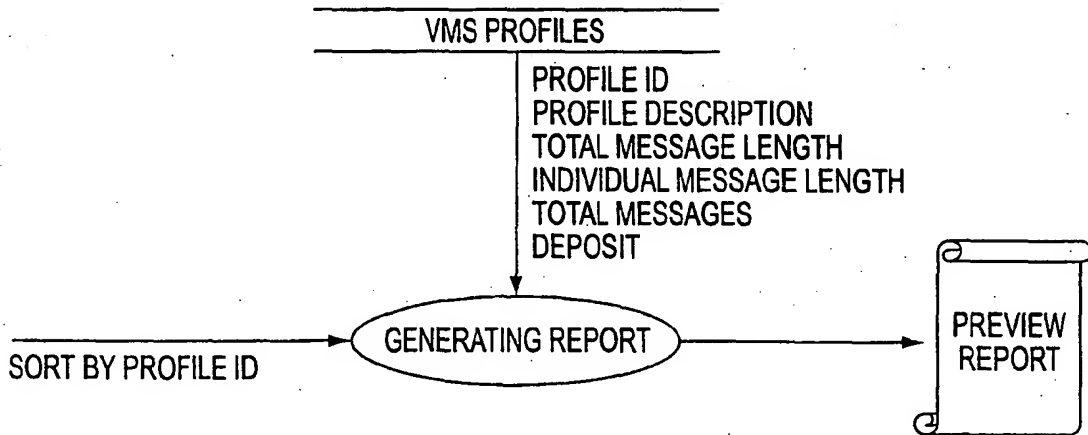 VMS PROFILES
PROFILE ID
PROFILE DESCRIPTION
TOTAL MESSAGE LENGTH
INDIVIDUAL MESSAGE LENGTH
TOTAL MESSAGES
DEPOSIT
SORT BY PROFILE ID
GENERATING REPORT
PREVIEW
REPORT